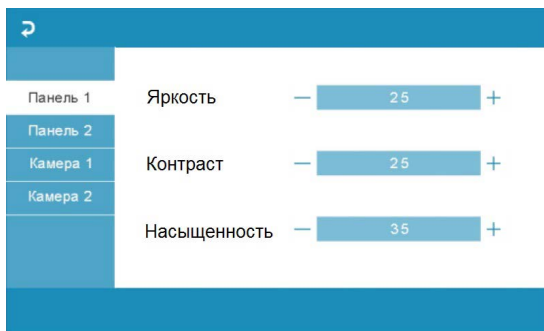 Панель 1
Панель 2
Камера 1
Камера 2
Яркость — 25 +
Контраст — 25 +
Насыщенность — 35 +